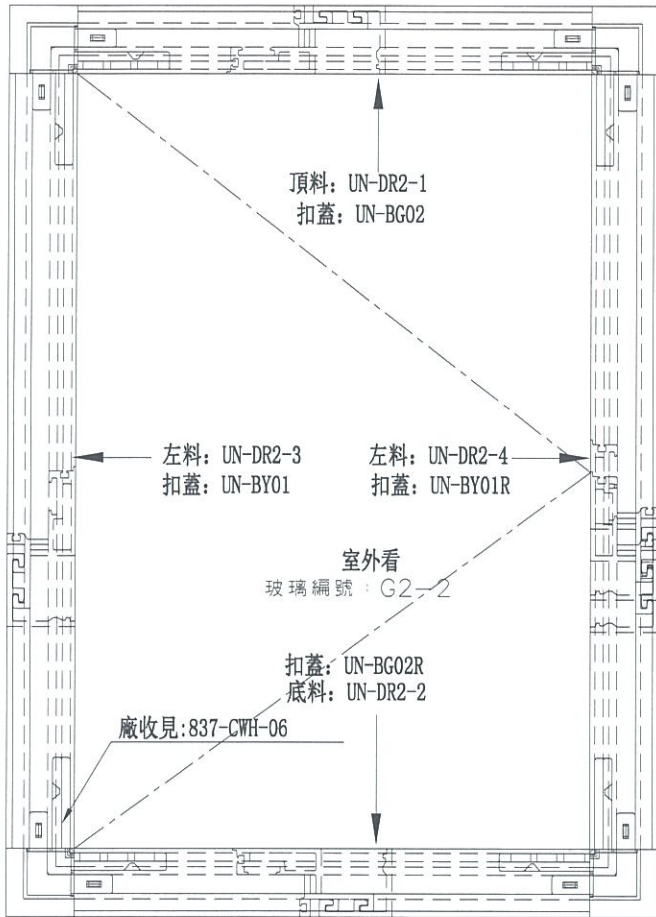 頂料: UN-DR2-1
扣蓋: UN-BG02
左料: UN-DR2-3
扣蓋: UN-BY01
左料: UN-DR2-4
扣蓋: UN-BY01R
室外看
玻璃編號：G2-2
扣蓋: UN-BG02R
底料: UN-DR2-2
廠收見:837-CWH-06